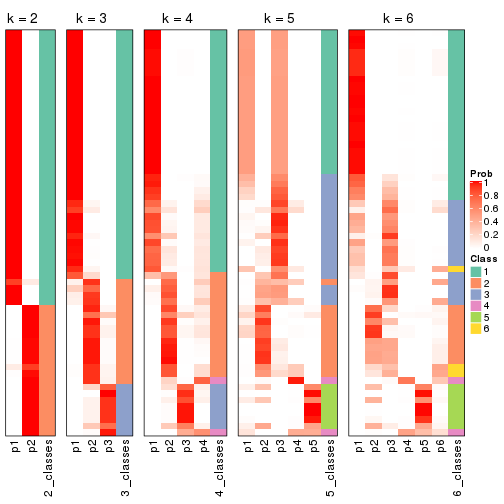 k = 2
k = 3
k = 4
k = 5
k = 6
p1
p2
2_classes
p1
p2
p3
3_classes
p1
p2
p3
p4
4_classes
p1
p2
p3
p4
p5
5_classes
p1
p2
p3
p4
p5
p6
6_classes
Prob
1
0.8
0.6
0.4
0.2
0
Class
1
2
3
4
5
6